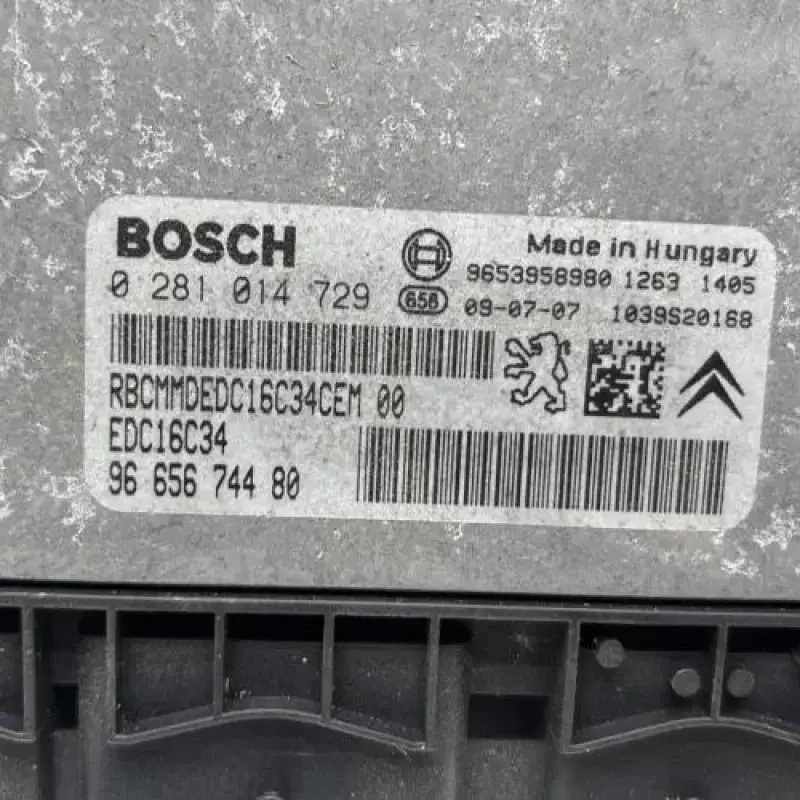 BOSCH
Made in Hungary
9653958980 1263 1405
0 281 014 729
658 09-07-07 1039S20168
RBCMMDEDC16C34CEM 00
EDC16C34
96 656 744 80